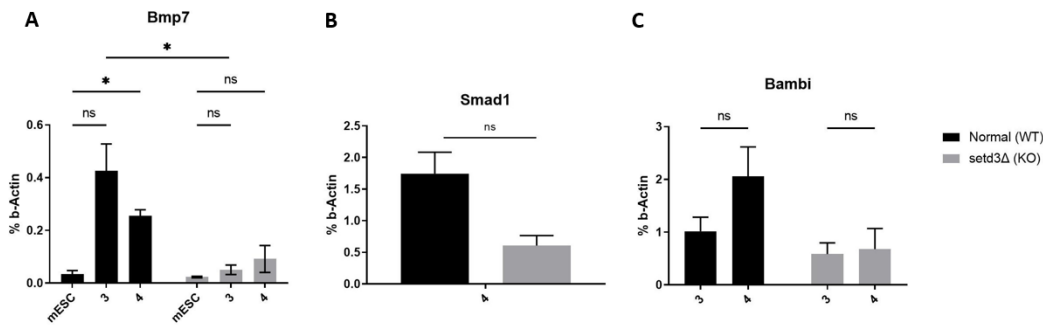 A
Bmp7
*
*
ns
ns
ns
ns
% b-Actin
0.6
0.4
0.2
0.0
mESC
3
4
mESC
3
4
B
Smad1
ns
% b-Actin
2.5
2.0
1.5
1.0
0.5
0.0
4
C
Bambi
ns
ns
% b-Actin
3
2
1
0
3
4
3
4
Normal (WT)
setd3Δ (KO)